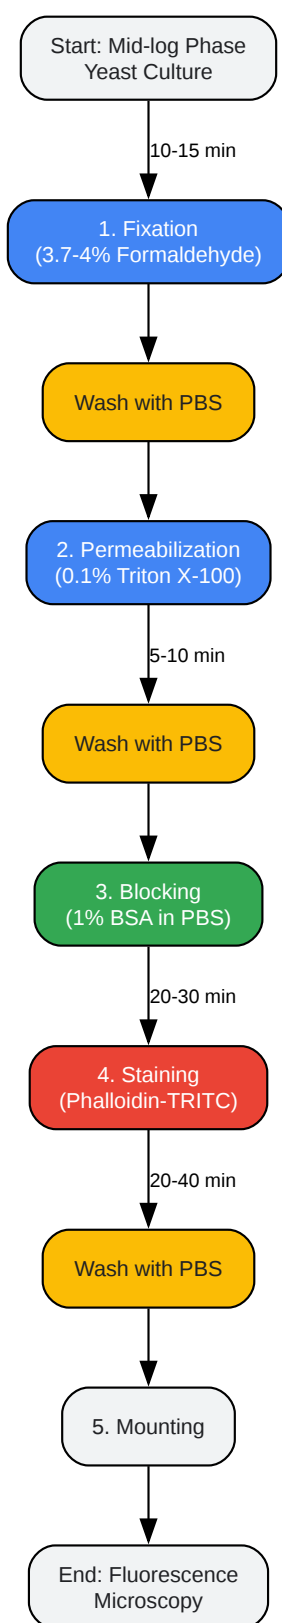 Start: Mid-log Phase
Yeast Culture
10-15 min
1. Fixation
(3.7-4% Formaldehyde)
Wash with PBS
2. Permeabilization
(0.1% Triton X-100)
5-10 min
Wash with PBS
3. Blocking
(1% BSA in PBS)
20-30 min
4. Staining
(Phalloidin-TRITC)
20-40 min
Wash with PBS
5. Mounting
End: Fluorescence
Microscopy